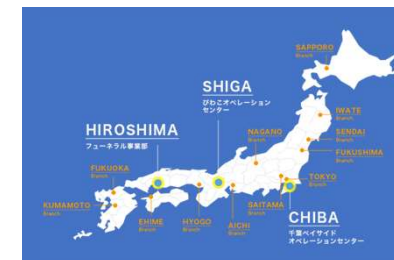 SAPPORO
Branch
SHIGA
びわこオペレーション
センター
IWATE
Branch
SENDAI
Branch
NAGANO
Branch
HIROSHIMA
フューネラル事業部
FUKUSHIMA
Branch
FUKUOKA
Branch
TOKYO
Branch
KUMAMOTO
Branch
EHIME
Branch
HYOGO
Branch
AICHI
Branch
SAITAMA
Branch
CHIBA
千葉ベイサイド
オペレーションセンター